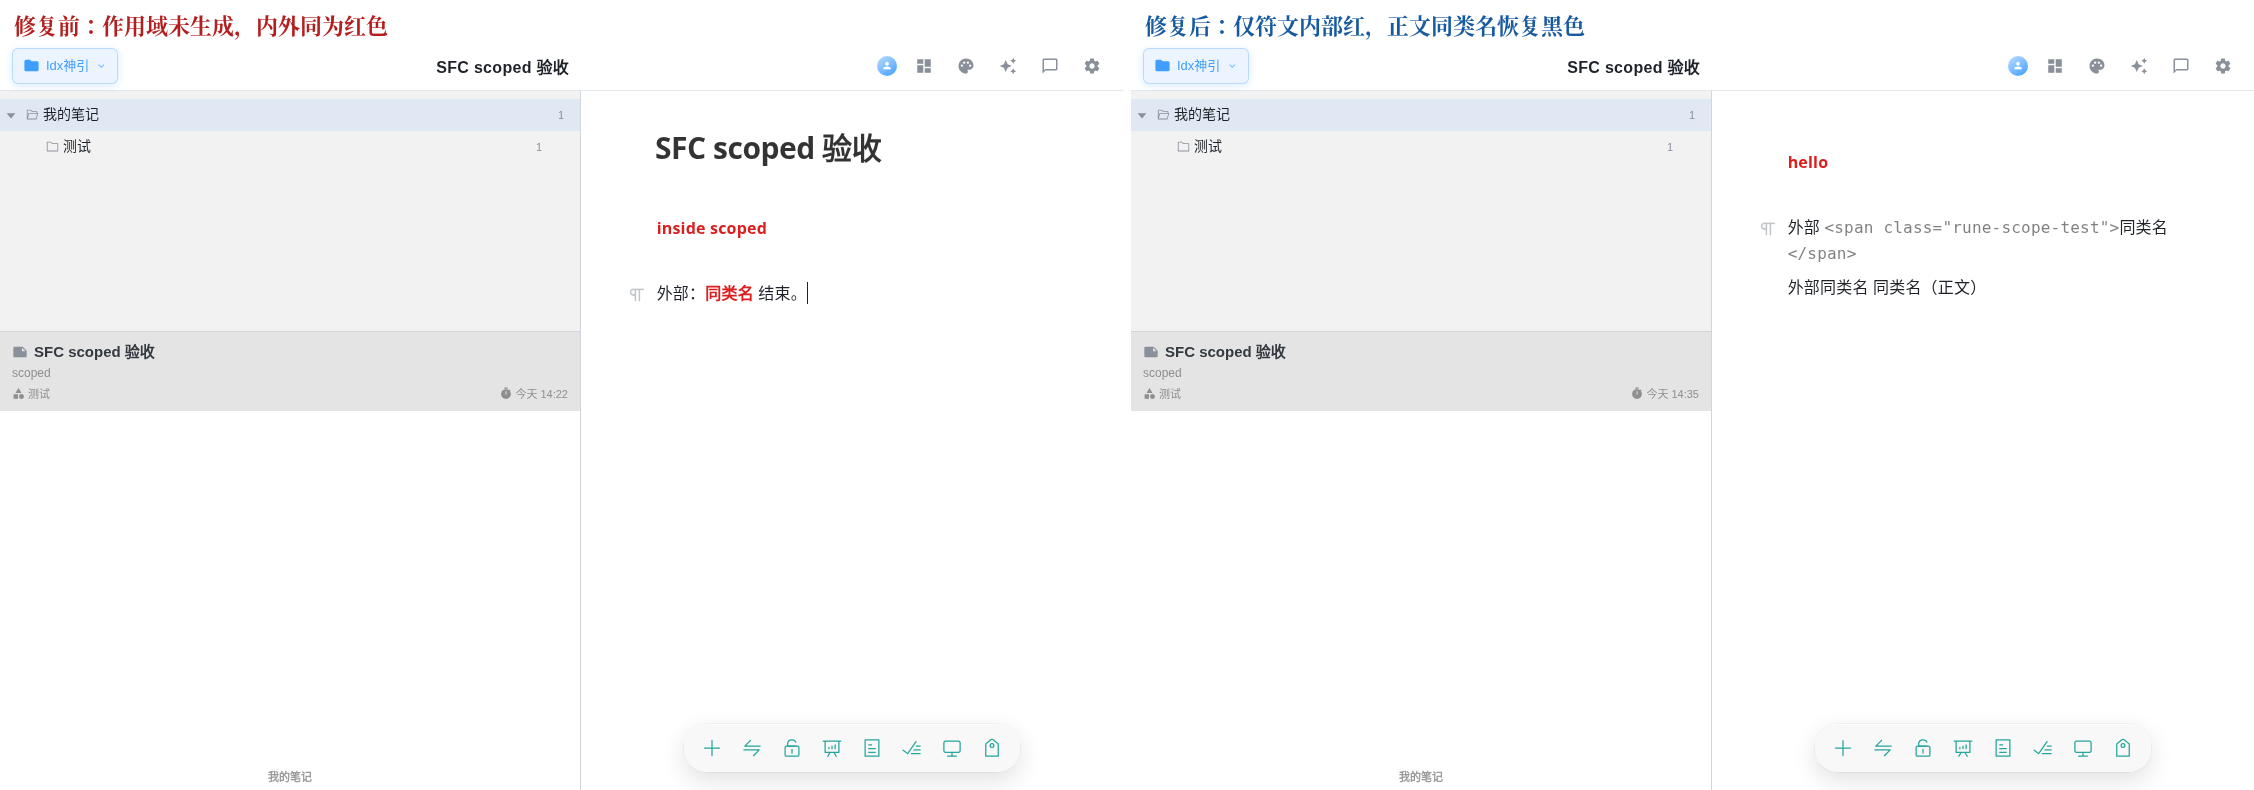 修复前：作用域未生成，内外同为红色
Idx神引
SFC scoped 验收
我的笔记
1
测试
1
SFC scoped 验收
inside scoped
外部：同类名 结束。
SFC scoped 验收
scoped
测试
今天 14:22
我的笔记
修复后：仅符文内部红，正文同类名恢复黑色
Idx神引
SFC scoped 验收
我的笔记
1
测试
1
hello
外部 <span class="rune-scope-test">同类名
</span>
外部同类名 同类名（正文）
SFC scoped 验收
scoped
测试
今天 14:35
我的笔记